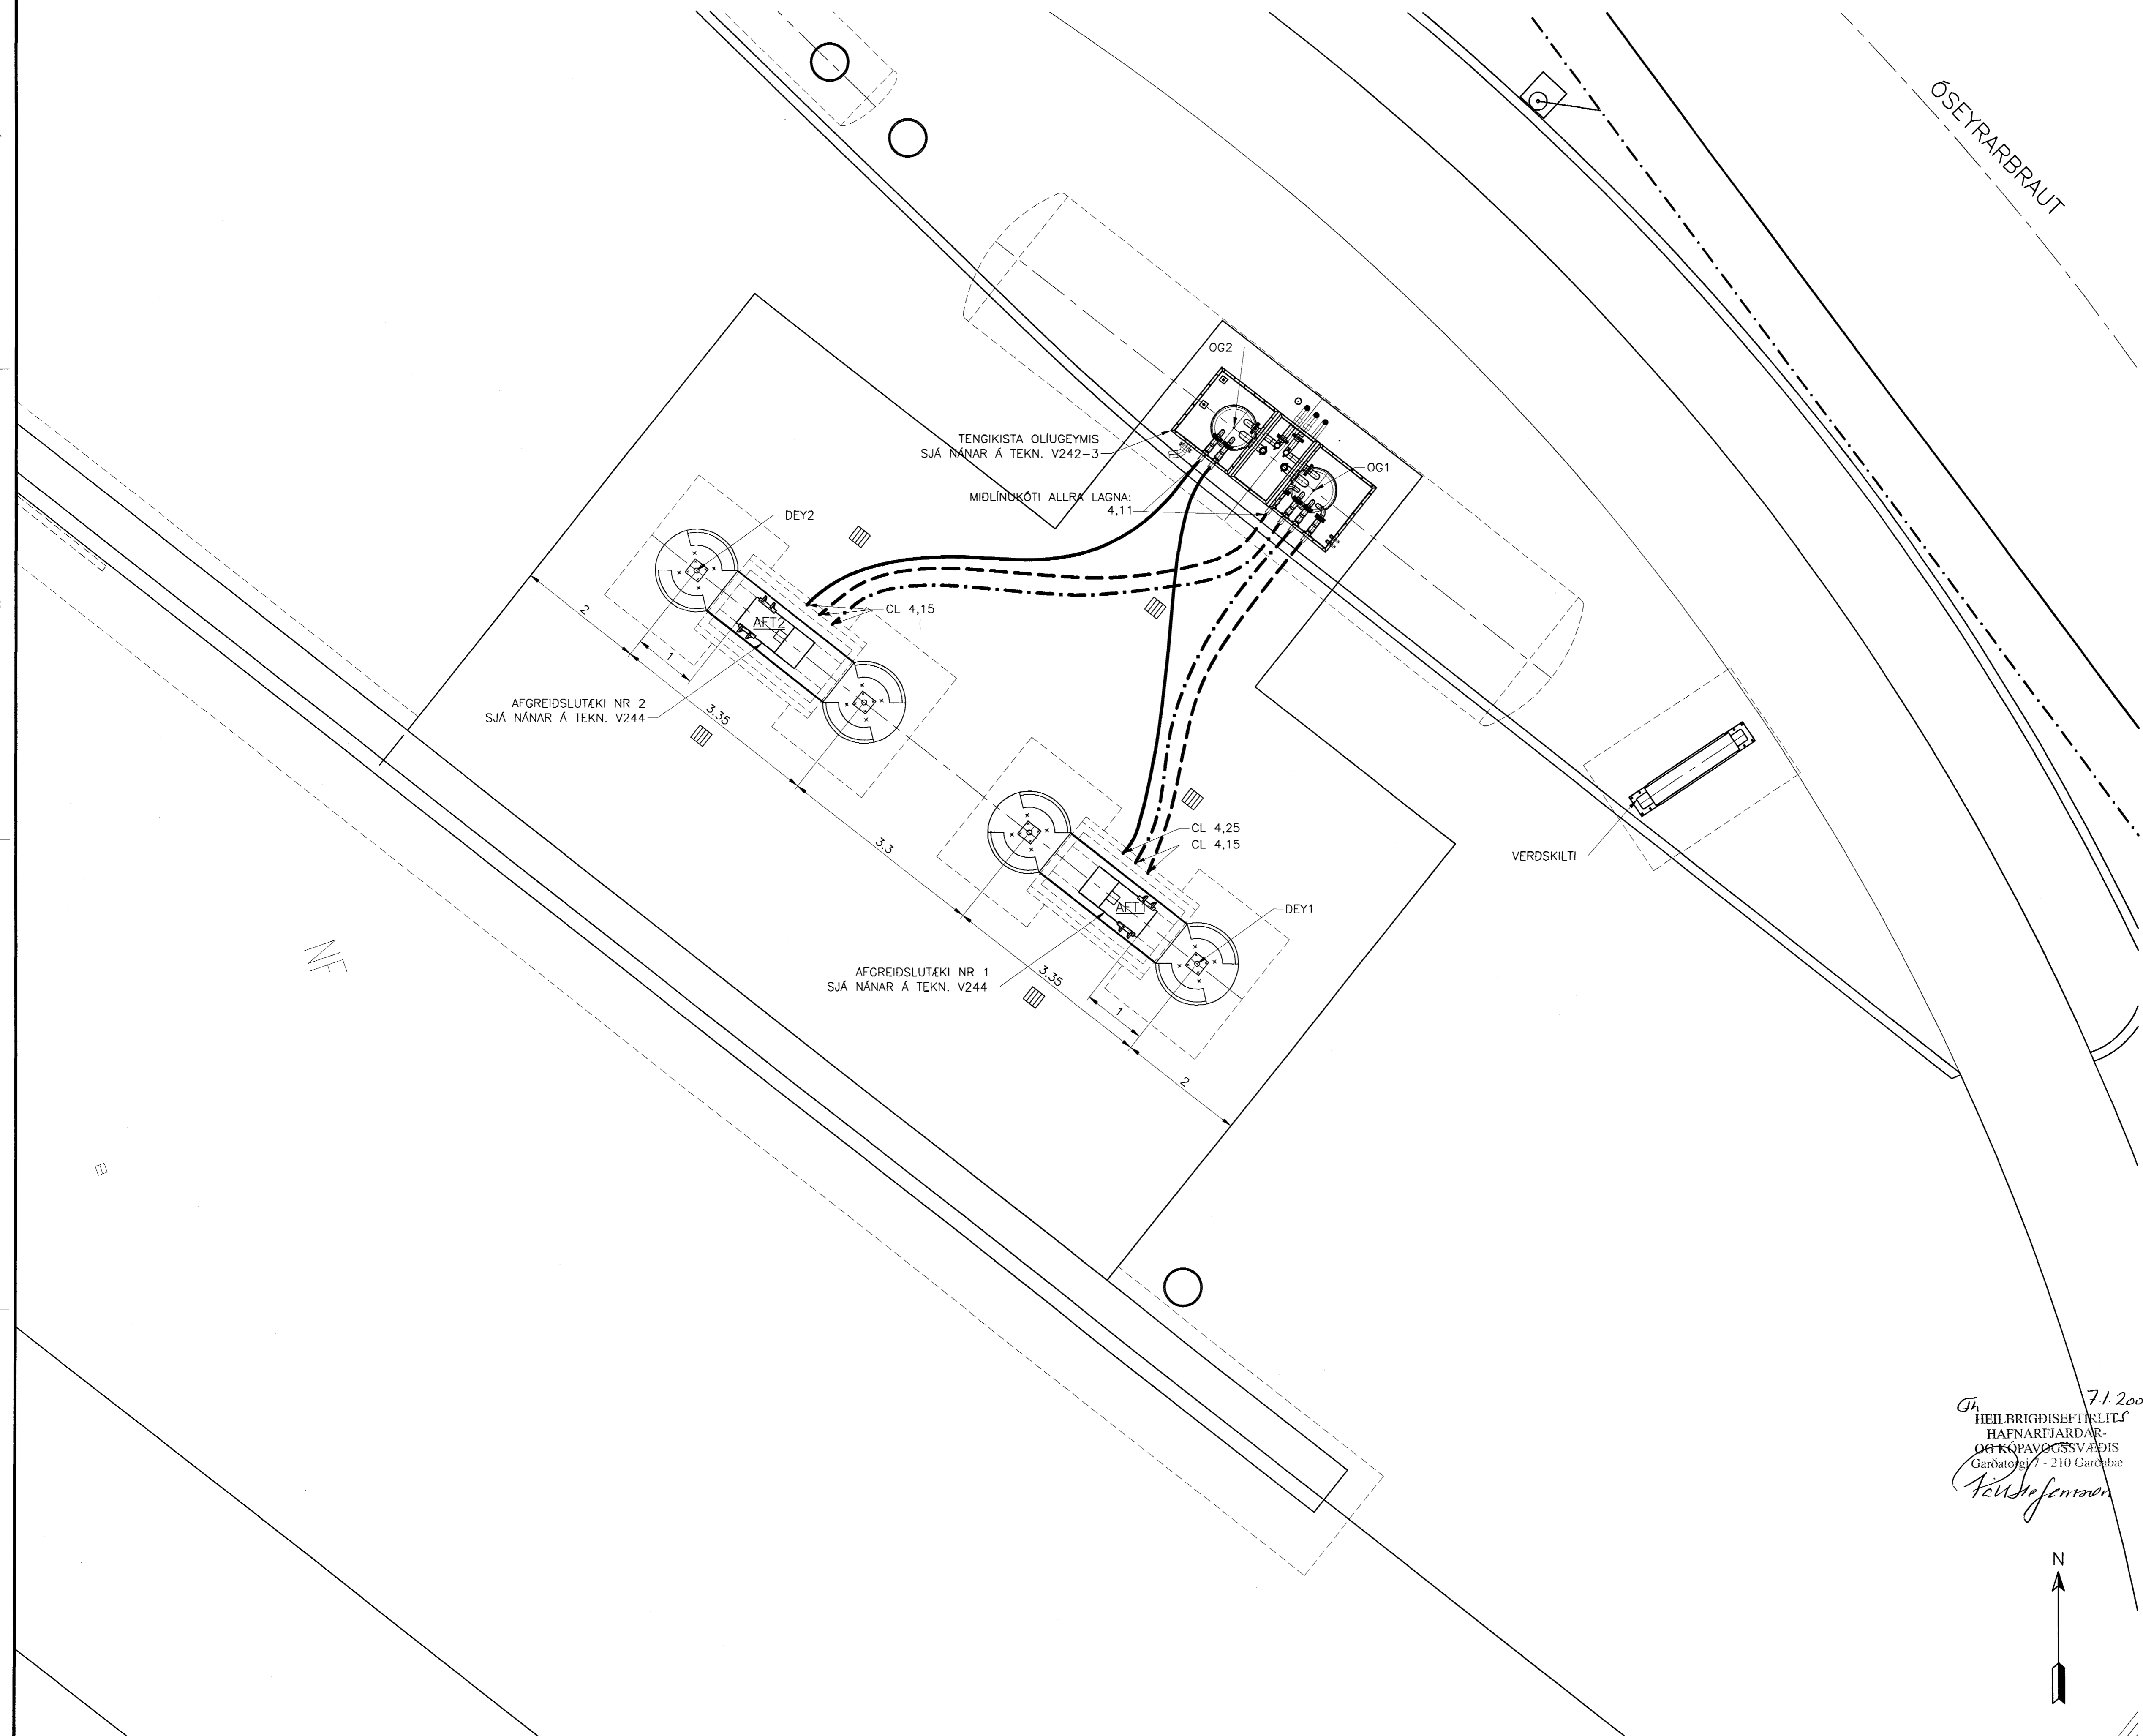 ÓSEYRARBRAUT
OG2
TENGIKISTA OLÍUGEYMIS
SJÁ NÁNAR Á TEKN. V242-3
OG1
MIÐLÍNUKÓTI ALLRA LAGNA:
4,11
DEY2
CL 4,15
AFT2
2
1
3.35
AFGREIÐSLUTÆKI NR 2
SJÁ NÁNAR Á TEKN. V244
3.3
CL 4,25
CL 4,15
VERÐSKILTI
AFT1
DEY1
AFGREIÐSLUTÆKI NR 1
SJÁ NÁNAR Á TEKN. V244
3.35
1
2
NF
7.1.200
HEILBRIGÐISEFTIRLITS
HAFNARFJARÐAR-
OG KÓPAVOGSSVÆÐIS
Garðatorgi 7 - 210 Garðabæ
N